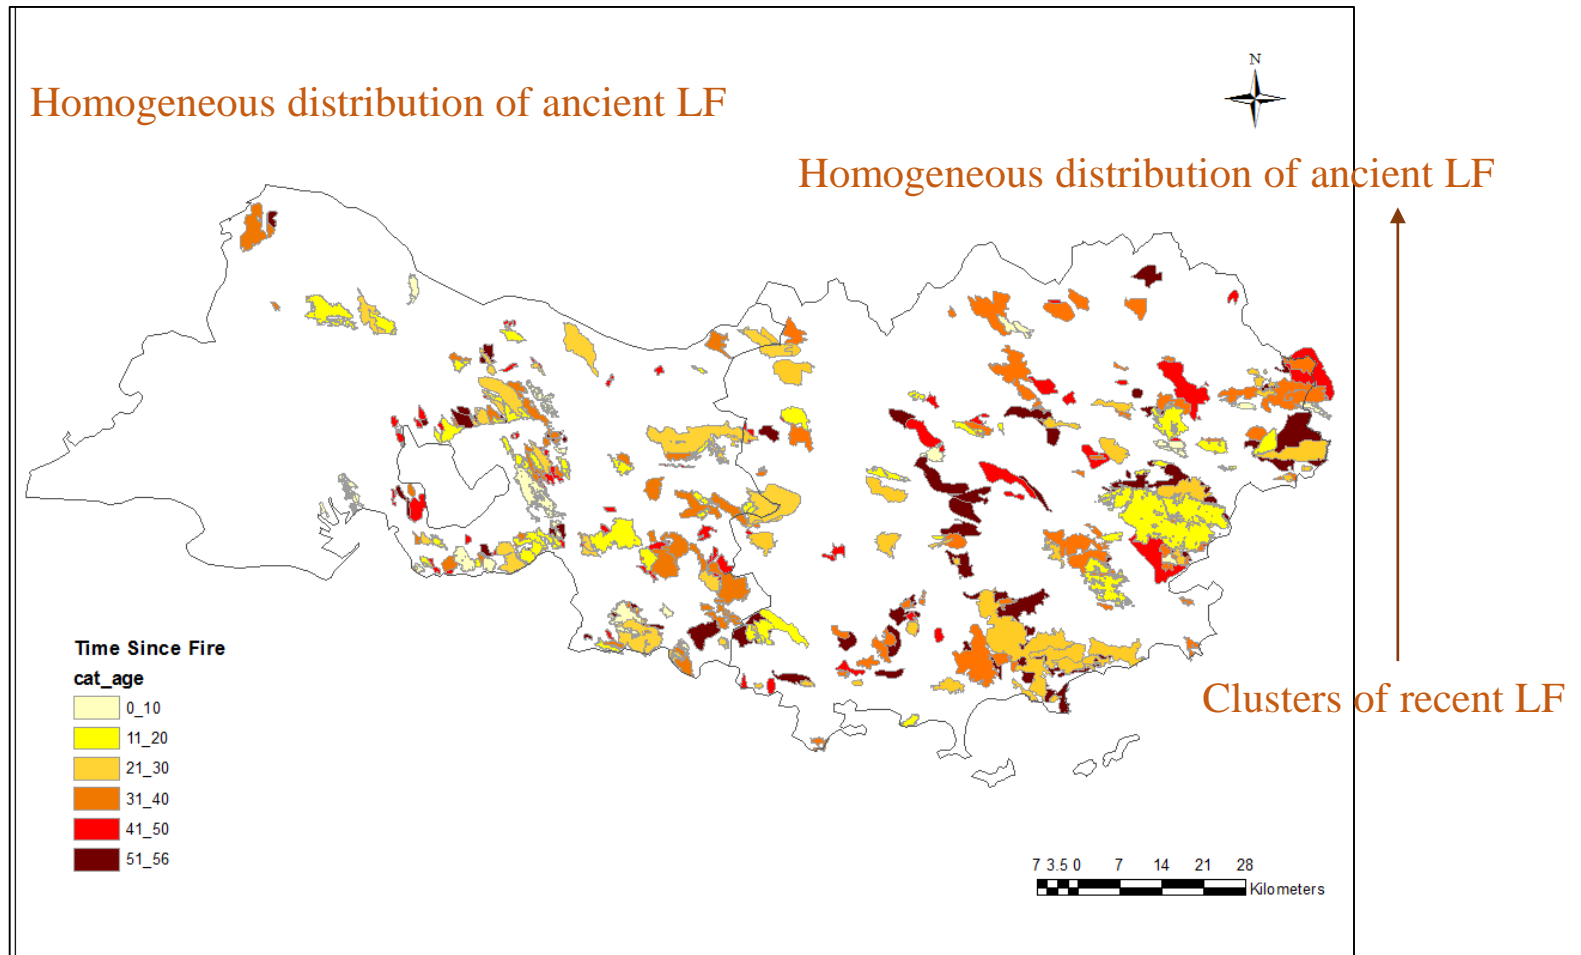 N
Homogeneous distribution of ancient LF
Homogeneous distribution of ancient LF
Time Since Fire
cat_age
0_10
11_20
21_30
31_40
41_50
51_56
Clusters of recent LF
7 3.5 0 7 14 21 28
Kilometers